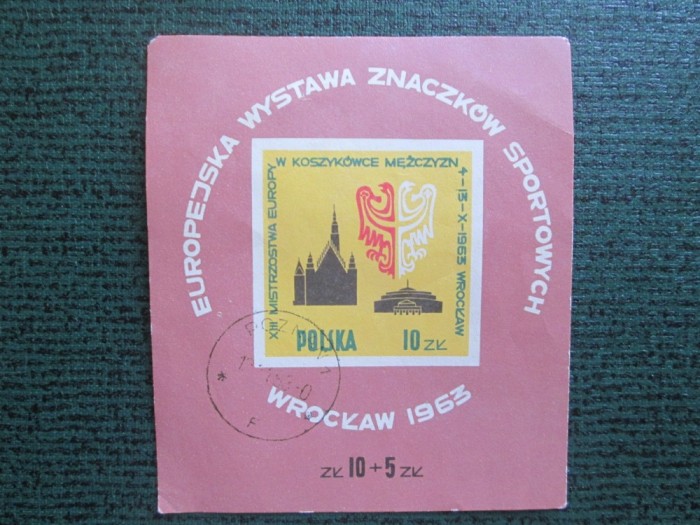 EUROPEJSKA WYSTAWA ZNACZKÓW SPORTOWYCH
XIII MISTRZOSTWA EUROPY
W KOSZYKÓWCE MĘŻCZYZN
4-13-X-1963 WROCŁAW
POLSKA 10 ZŁ
WROCŁAW 1963
ZŁ 10+5 ZŁ